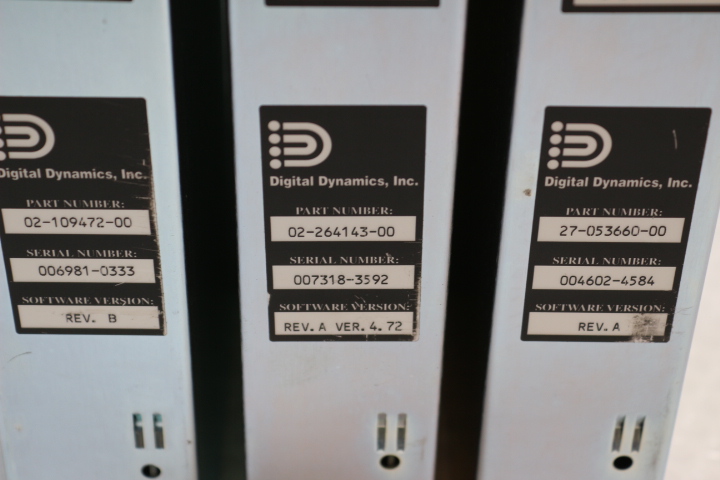 Digital Dynamics, Inc.
PART NUMBER:
02-109472-00
SERIAL NUMBER:
006981-0333
SOFTWARE VERSION:
REV. B
Digital Dynamics, Inc.
PART NUMBER:
02-264143-00
SERIAL NUMBER:
007318-3592
SOFTWARE VERSION:
REV. A VER. 4.72
Digital Dynamics, Inc.
PART NUMBER:
27-053660-00
SERIAL NUMBER:
004602-4584
SOFTWARE VERSION:
REV. A